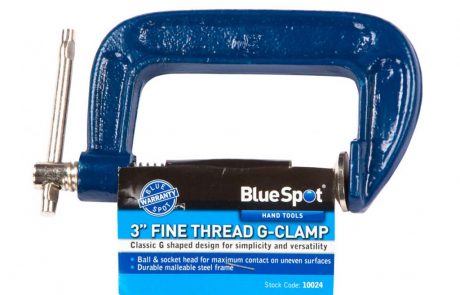 BLUE
WARRANTY
SPOT
BlueSpot
HAND TOOLS
3" FINE THREAD G-CLAMP
Classic G shaped design for simplicity and versatility
• Ball & socket head for maximum contact on uneven surfaces
• Durable malleable steel frame
Stock Code: 10024